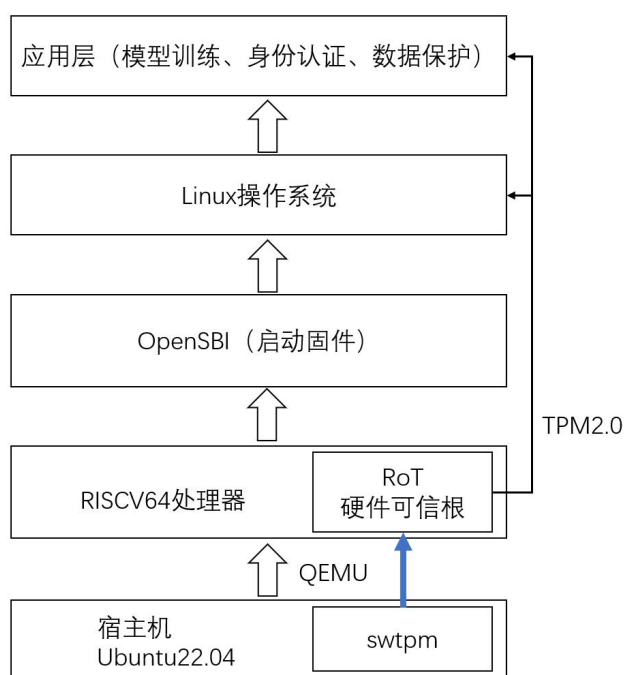 应用层（模型训练、身份认证、数据保护）
Linux操作系统
OpenSBI（启动固件）
TPM2.0
RISCV64处理器
RoT
硬件可信根
QEMU
宿主机
Ubuntu22.04
swtpm